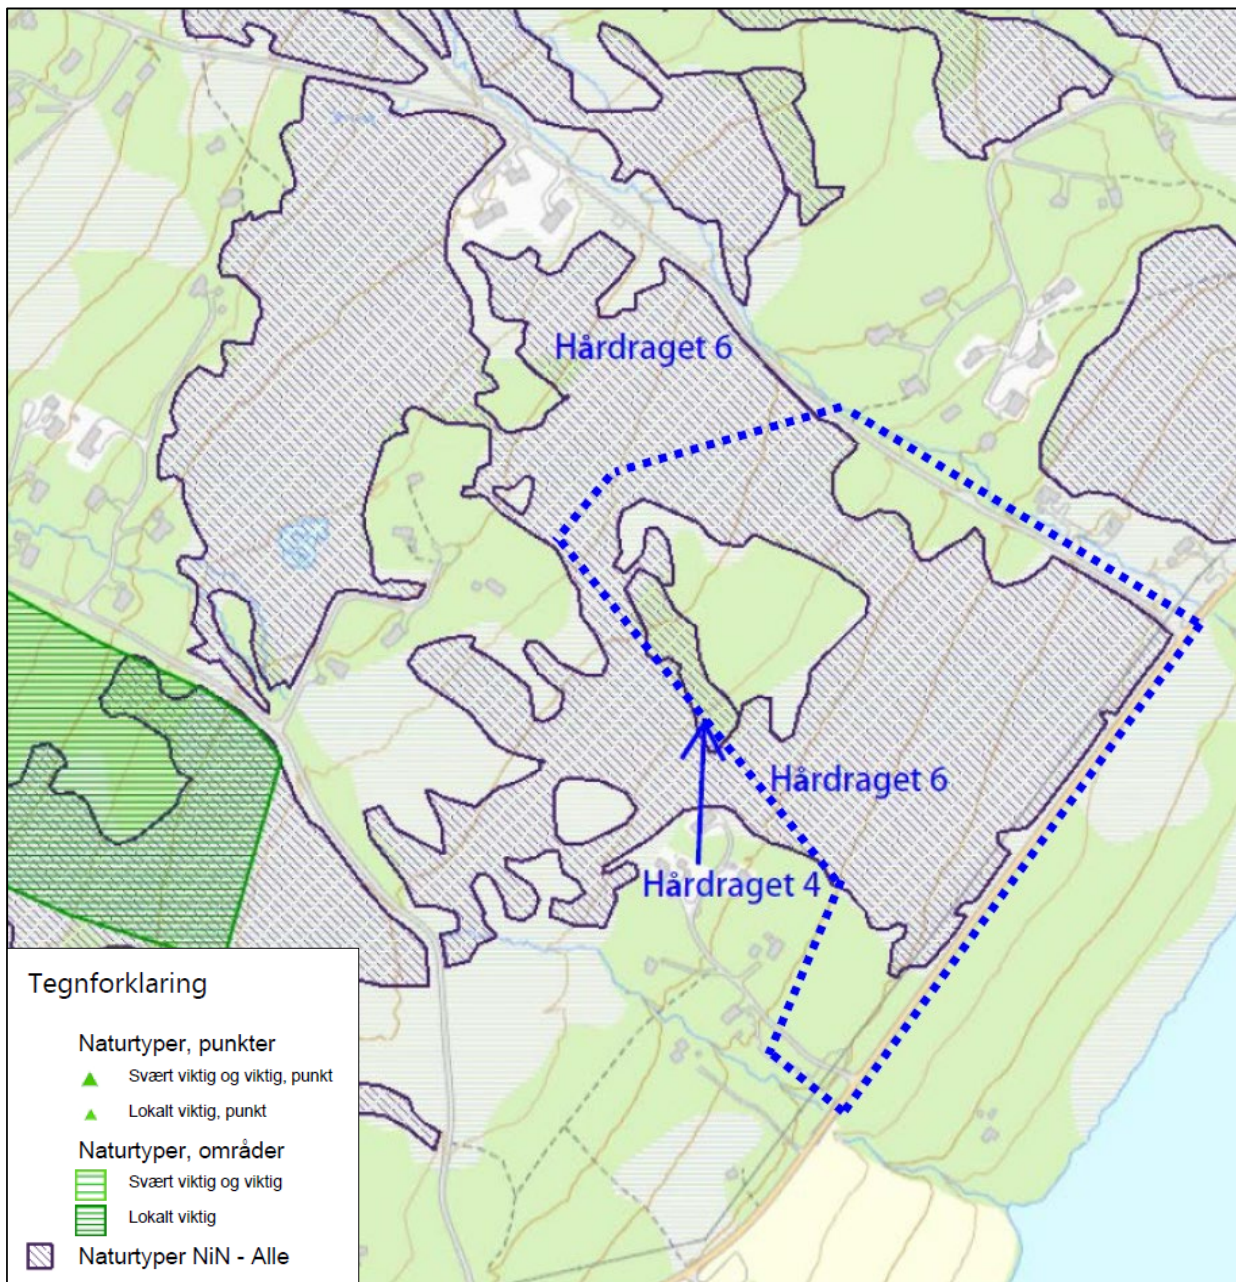 Hårdraget 6
Hårdraget 6
Hårdraget 4
Tegnforklaring
Naturtyper, punkter
Svært viktig og viktig, punkt
Lokalt viktig, punkt
Naturtyper, områder
Svært viktig og viktig
Lokalt viktig
Naturtyper NiN - Alle